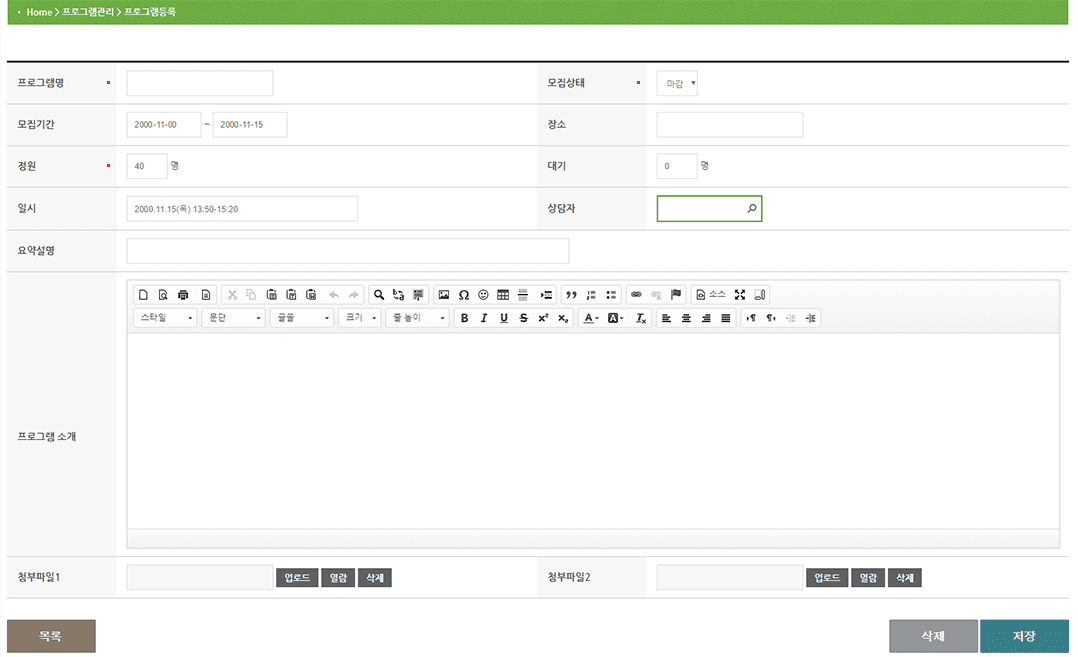 • Home > 프로그램관리 > 프로그램등록
프로그램명 모집상태 마감
모집기간 2000-11-00 ~ 2000-11-15 장소
정원 40 명 대기 0 명
일시 2000.11.15(목) 13:50-15:20 상담자
요약설명
소스
스타일 문단 글꼴 크기 줄 높이 B I U S x² x₂ A A Tx
프로그램 소개
첨부파일1 업로드 열람 삭제 첨부파일2 업로드 열람 삭제
목록 삭제 저장